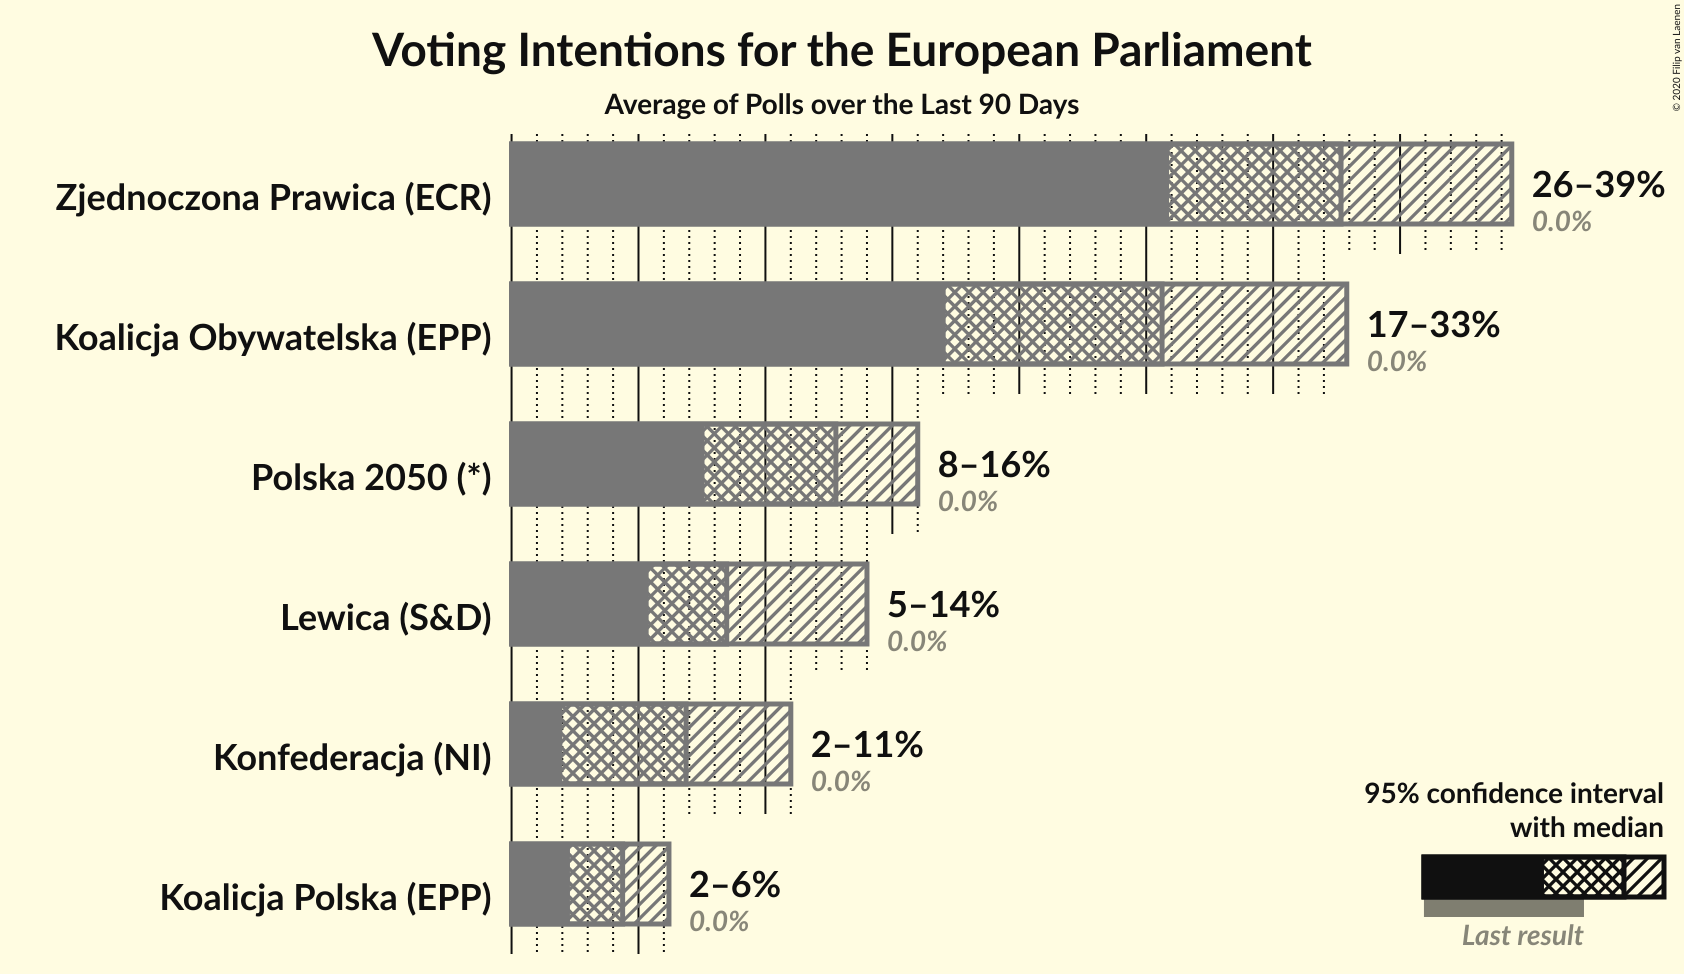 Voting Intentions for the European Parliament
Average of Polls over the Last 90 Days
© 2020 Filip van Laenen
Zjednoczona Prawica (ECR)
26–39%
0.0%
Koalicja Obywatelska (EPP)
17–33%
0.0%
Polska 2050 (*)
8–16%
0.0%
Lewica (S&D)
5–14%
0.0%
Konfederacja (NI)
2–11%
0.0%
Koalicja Polska (EPP)
2–6%
0.0%
95% confidence interval
with median
Last result